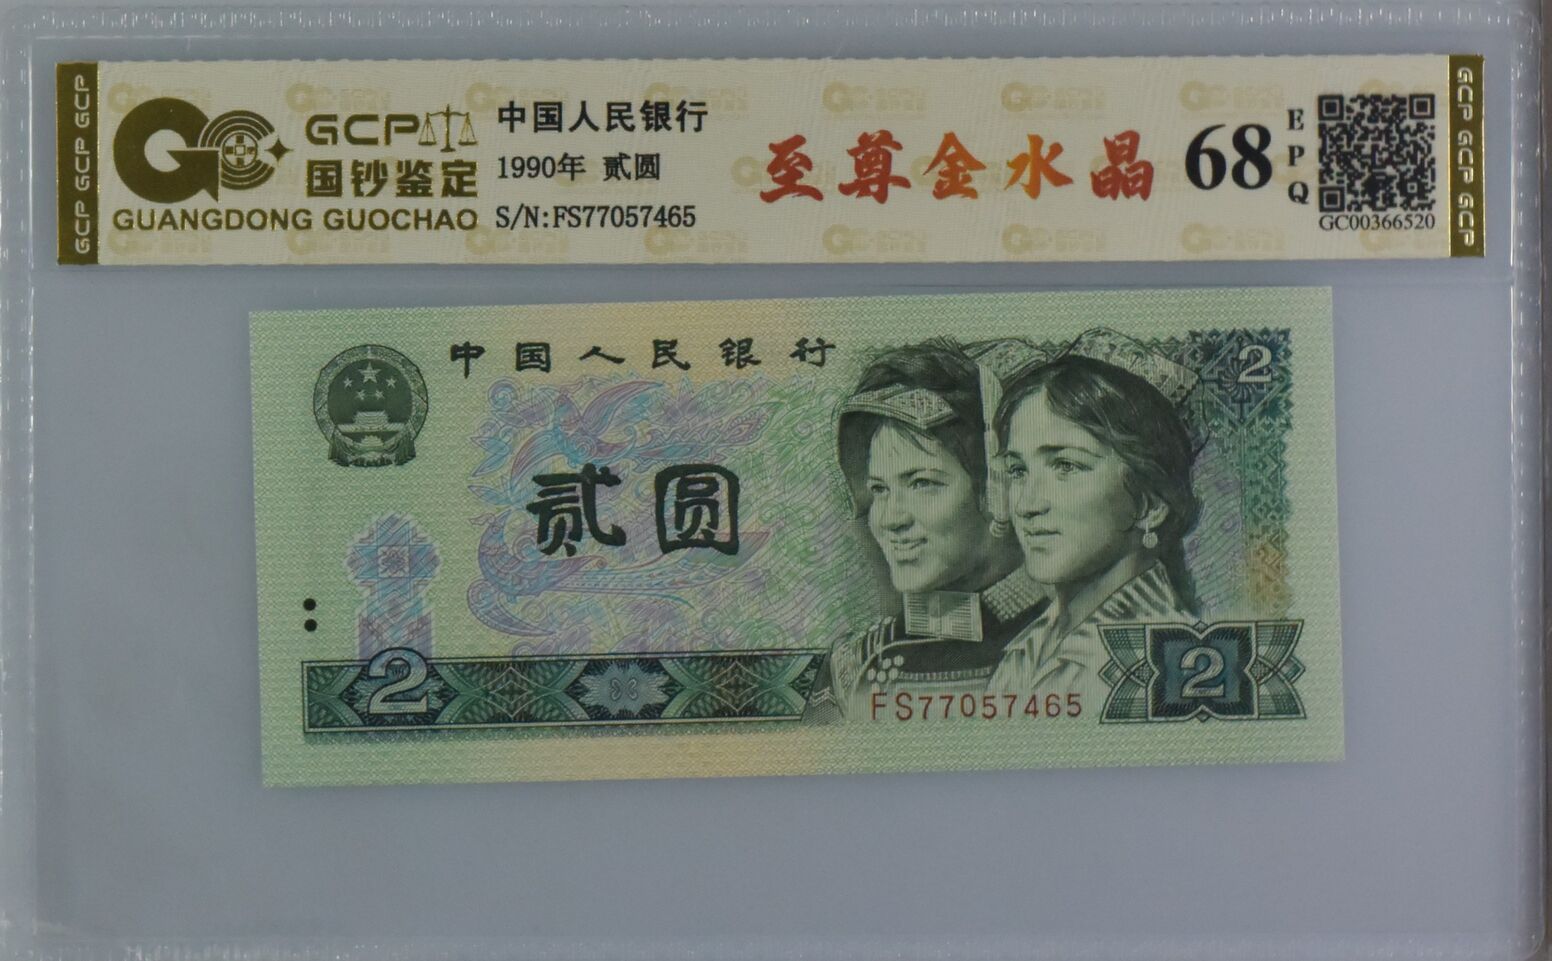 GCP GCP GCP
GCP
国钞鉴定
GUANGDONG GUOCHAO
中国人民银行
1990年 贰圆
S/N:FS77057465
至尊金水晶
68
EPQ
GC00366520
GCP GCP GCP
中国人民银行
2
贰圆
2
FS77057465
2